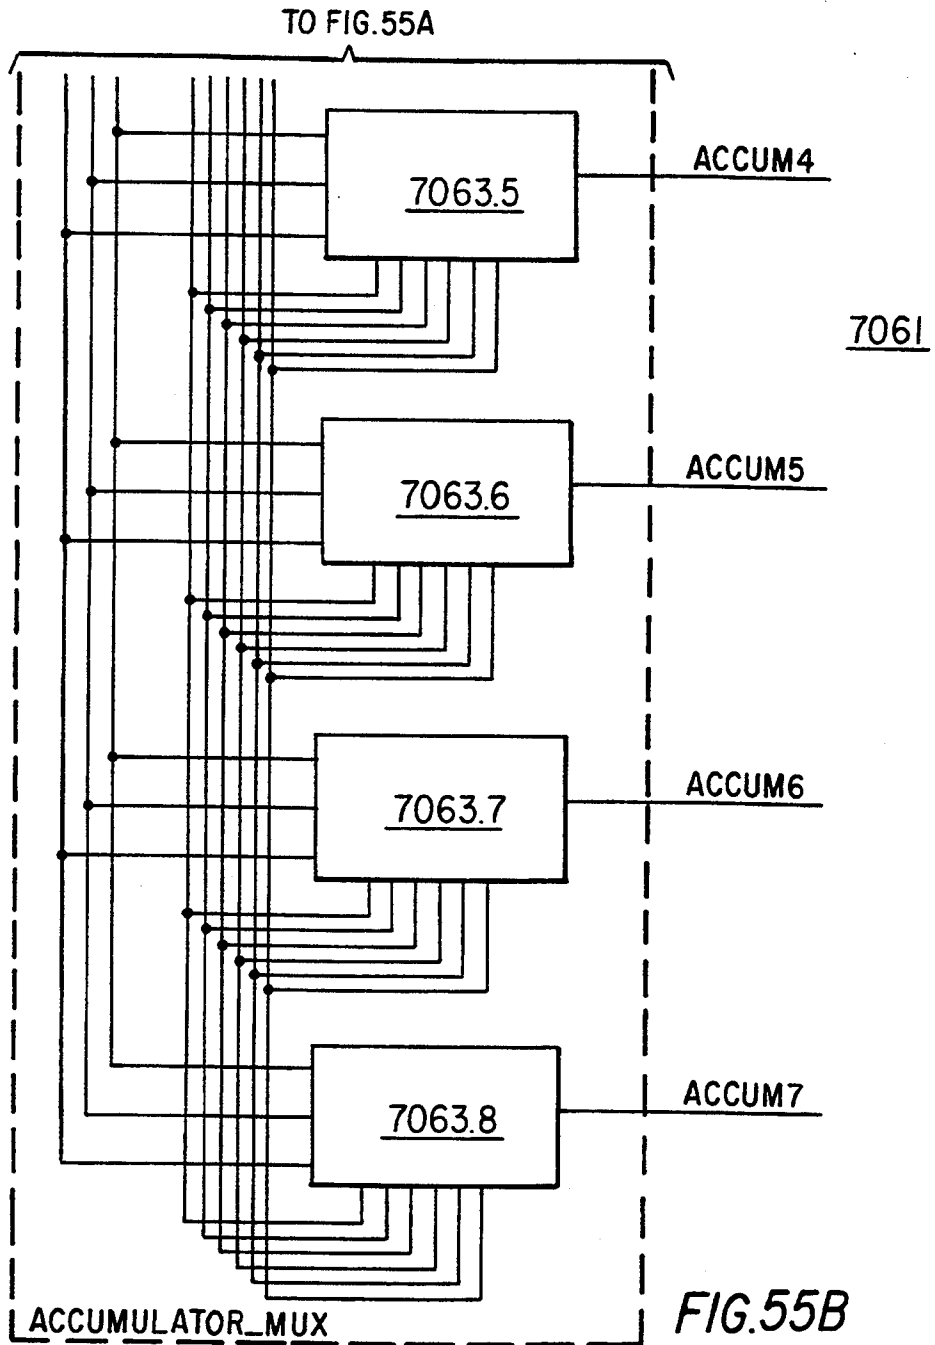 TO FIG.55A
7063.5
ACCUM4
7061
7063.6
ACCUM5
7063.7
ACCUM6
7063.8
ACCUM7
ACCUMULATOR_MUX
FIG.55B